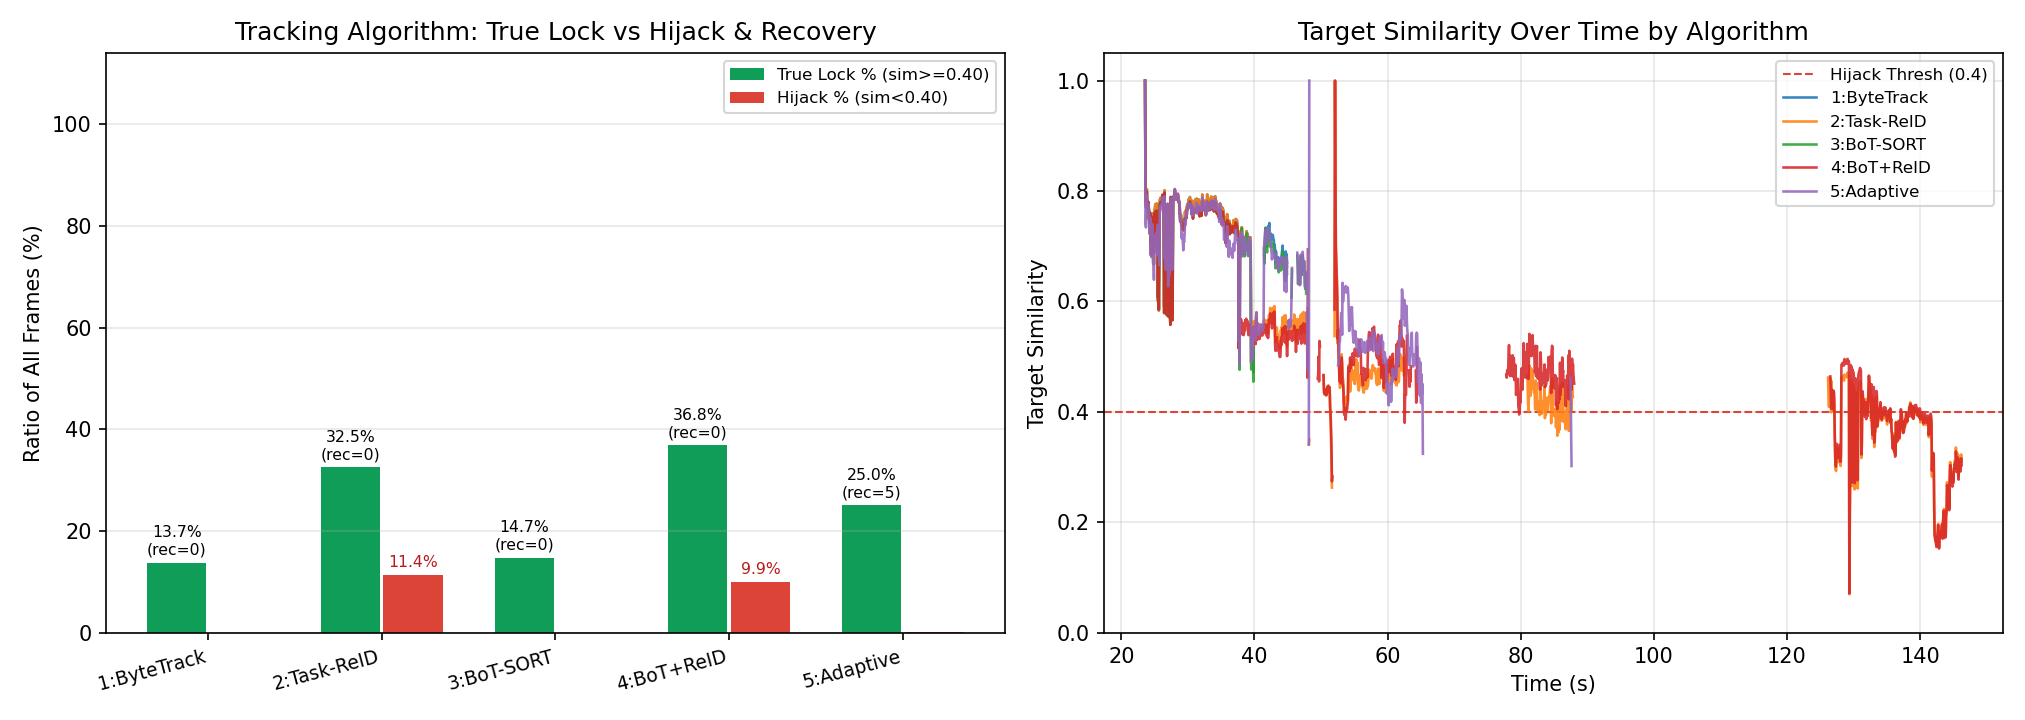 Tracking Algorithm: True Lock vs Hijack & Recovery
True Lock % (sim>=0.40)
Hijack % (sim<0.40)
Ratio of All Frames (%)
100
80
60
40
20
0
13.7%
(rec=0)
32.5%
(rec=0)
11.4%
14.7%
(rec=0)
36.8%
(rec=0)
9.9%
25.0%
(rec=5)
1:ByteTrack
2:Task-ReID
3:BoT-SORT
4:BoT+ReID
5:Adaptive
Target Similarity Over Time by Algorithm
Hijack Thresh (0.4)
1:ByteTrack
2:Task-ReID
3:BoT-SORT
4:BoT+ReID
5:Adaptive
Target Similarity
1.0
0.8
0.6
0.4
0.2
0.0
20
40
60
80
100
120
140
Time (s)